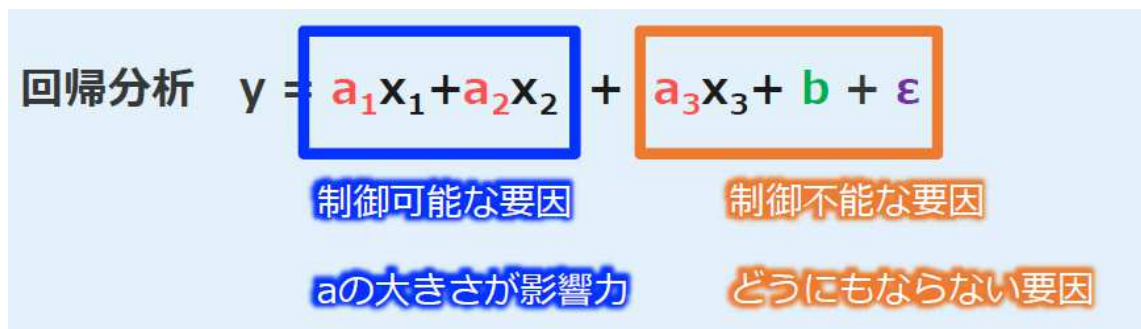 回帰分析 y = a₁x₁+a₂x₂ + a₃x₃+ b + ε
制御可能な要因 制御不能な要因
aの大きさが影響力 どうにもならない要因